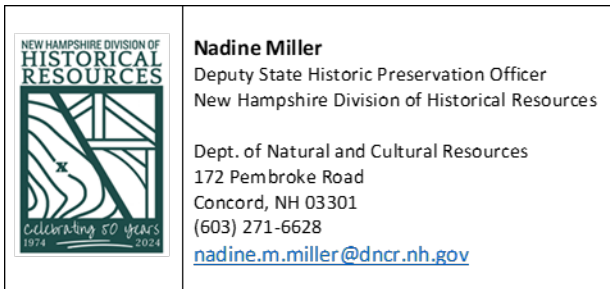 NEW HAMPSHIRE DIVISION OF
HISTORICAL
RESOURCES
x
Celebrating 50 years
1974 2024
Nadine Miller
Deputy State Historic Preservation Officer
New Hampshire Division of Historical Resources
Dept. of Natural and Cultural Resources
172 Pembroke Road
Concord, NH 03301
(603) 271-6628
nadine.m.miller@dncr.nh.gov